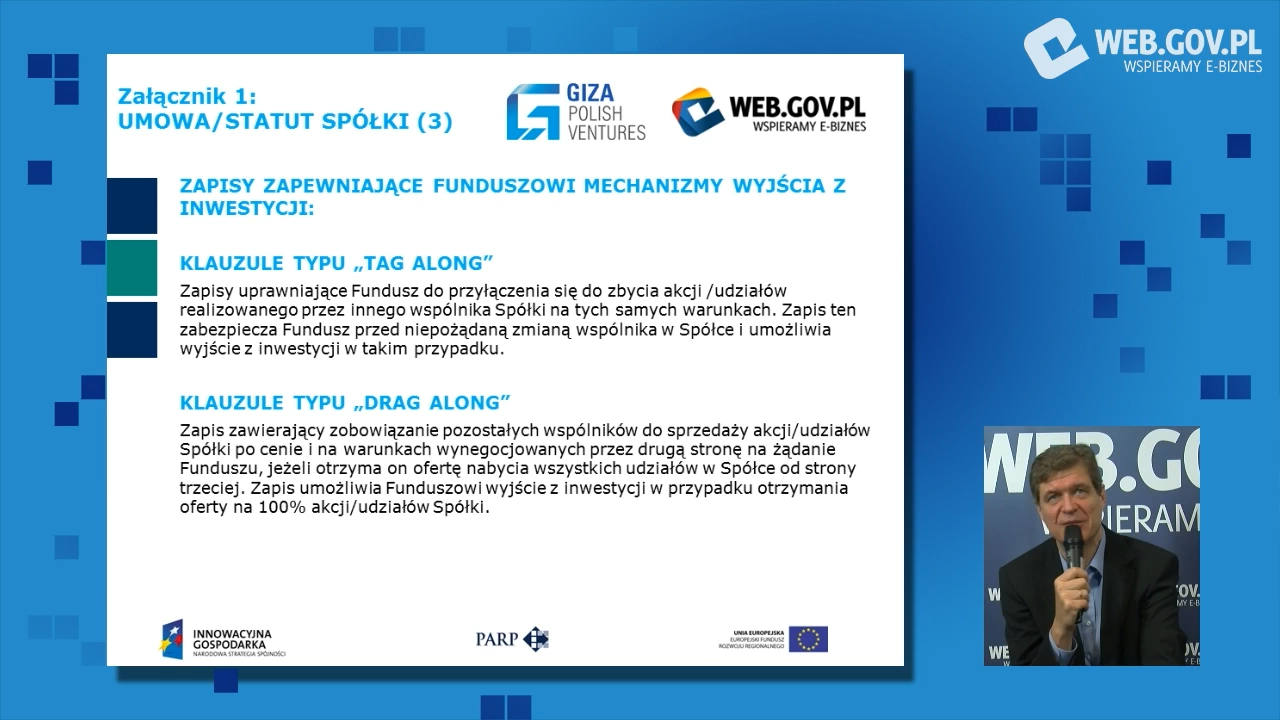 WEB.GOV.PL
WSPIERAMY E-BIZNES
Załącznik 1:
UMOWA/STATUT SPÓŁKI (3)
GIZA
POLISH
VENTURES
WEB.GOV.PL
WSPIERAMY E-BIZNES
ZAPISY ZAPEWNIAJĄCE FUNDUSZOWI MECHANIZMY WYJŚCIA Z
INWESTYCJI:
KLAUZULE TYPU „TAG ALONG”
Zapisy uprawniające Fundusz do przyłączenia się do zbycia akcji /udziałów
realizowanego przez innego wspólnika Spółki na tych samych warunkach. Zapis ten
zabezpiecza Fundusz przed niepożądaną zmianą wspólnika w Spółce i umożliwia
wyjście z inwestycji w takim przypadku.
KLAUZULE TYPU „DRAG ALONG”
Zapis zawierający zobowiązanie pozostałych wspólników do sprzedaży akcji/udziałów
Spółki po cenie i na warunkach wynegocjowanych przez drugą stronę na żądanie
Funduszu, jeżeli otrzyma on ofertę nabycia wszystkich udziałów w Spółce od strony
trzeciej. Zapis umożliwia Funduszowi wyjście z inwestycji w przypadku otrzymania
oferty na 100% akcji/udziałów Spółki.
INNOWACYJNA
GOSPODARKA
NARODOWA STRATEGIA SPÓJNOŚCI
PARP
UNIA EUROPEJSKA
EUROPEJSKI FUNDUSZ
ROZWOJU REGIONALNEGO
WEB.GO
WSPIERAM